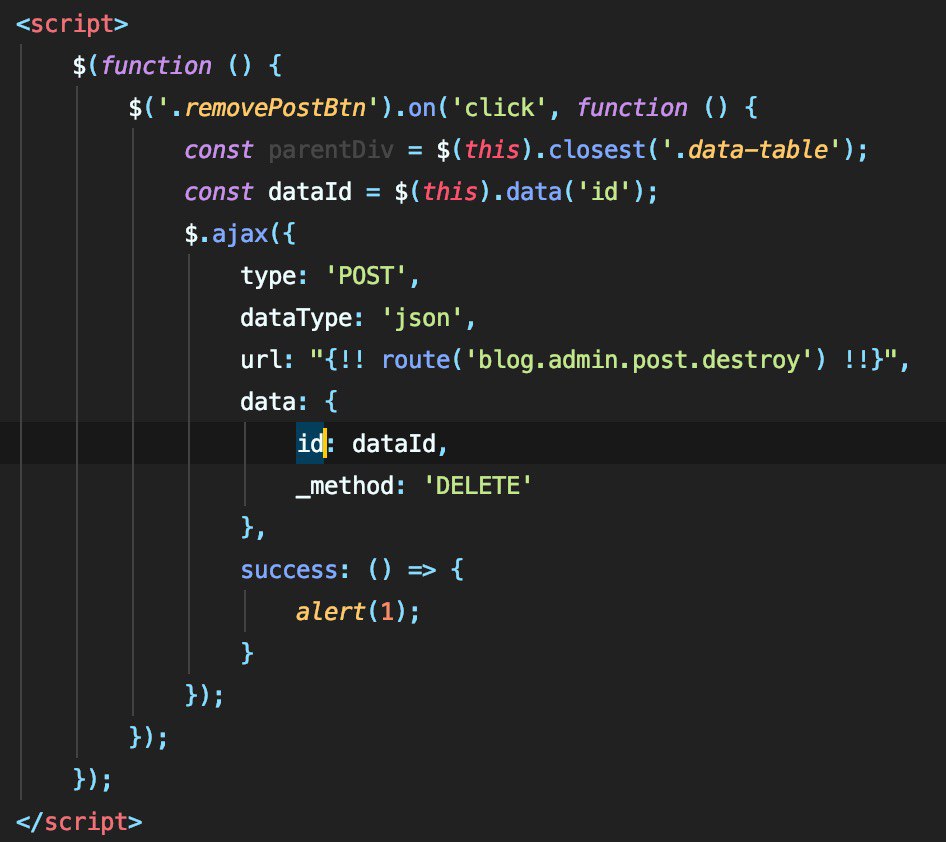 <script>
$(function () {
$('.removePostBtn').on('click', function () {
const parentDiv = $(this).closest('.data-table');
const dataId = $(this).data('id');
$.ajax({
type: 'POST',
dataType: 'json',
url: "{!! route('blog.admin.post.destroy') !!}",
data: {
id: dataId,
_method: 'DELETE'
},
success: () => {
alert(1);
}
});
});
});
</script>